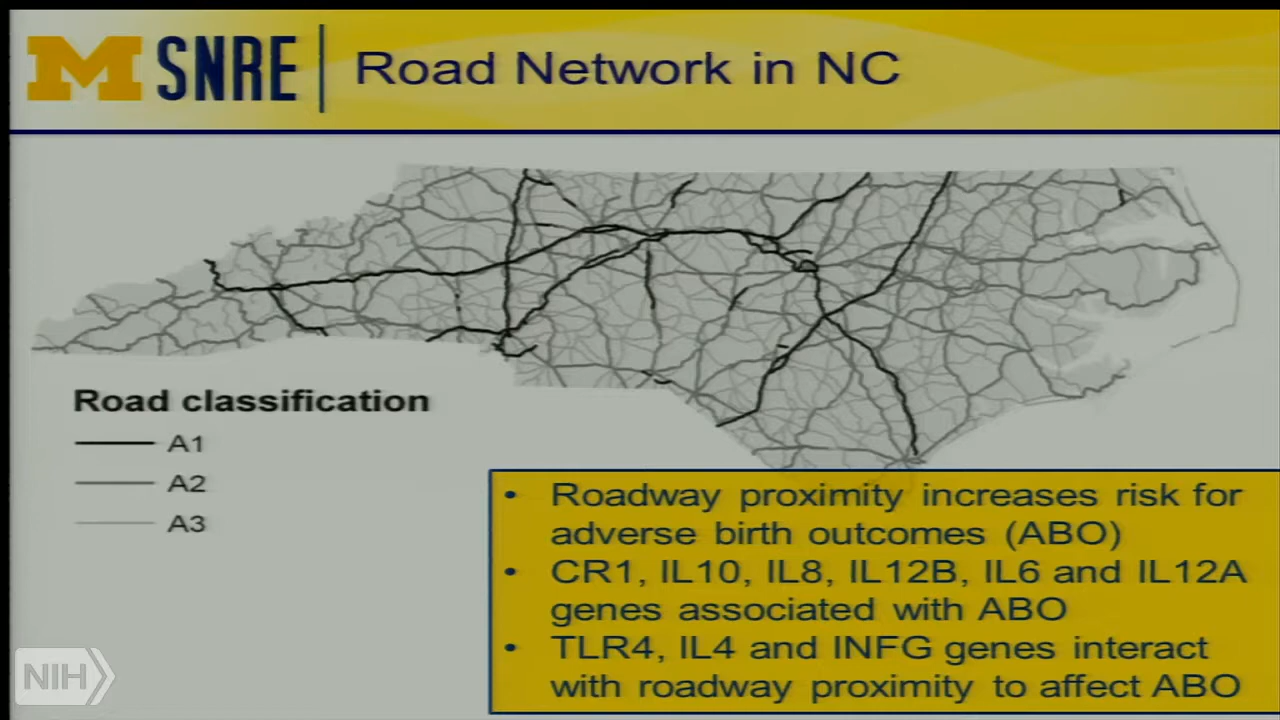 M SNRE
Road Network in NC
Road classification
A1
A2
A3
• Roadway proximity increases risk for
adverse birth outcomes (ABO)
• CR1, IL10, IL8, IL12B, IL6 and IL12A
genes associated with ABO
• TLR4, IL4 and INFG genes interact
with roadway proximity to affect ABO
NIH